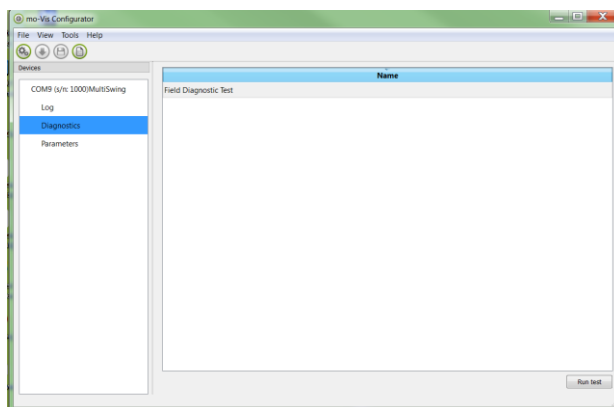 mo-Vis Configurator
File View Tools Help
Devices
COM9 (s/n: 1000)MultiSwing
Log
Diagnostics
Parameters
Name
Field Diagnostic Test
Run test